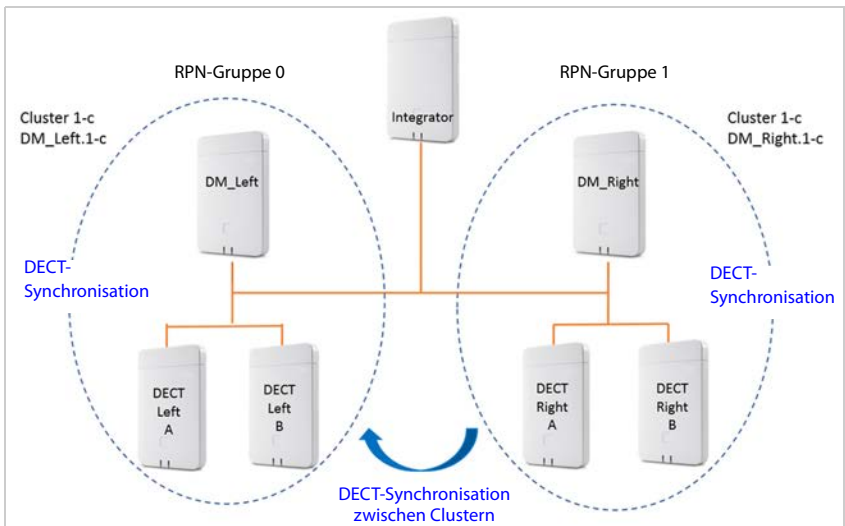 RPN-Gruppe 0
RPN-Gruppe 1
Integrator
Cluster 1-c
DM_Left.1-c
Cluster 1-c
DM_Right.1-c
DM_Left
DM_Right
DECT-
Synchronisation
DECT-
Synchronisation
DECT
Left
A
DECT
Left
B
DECT
Right
A
DECT
Right
B
DECT-Synchronisation
zwischen Clustern